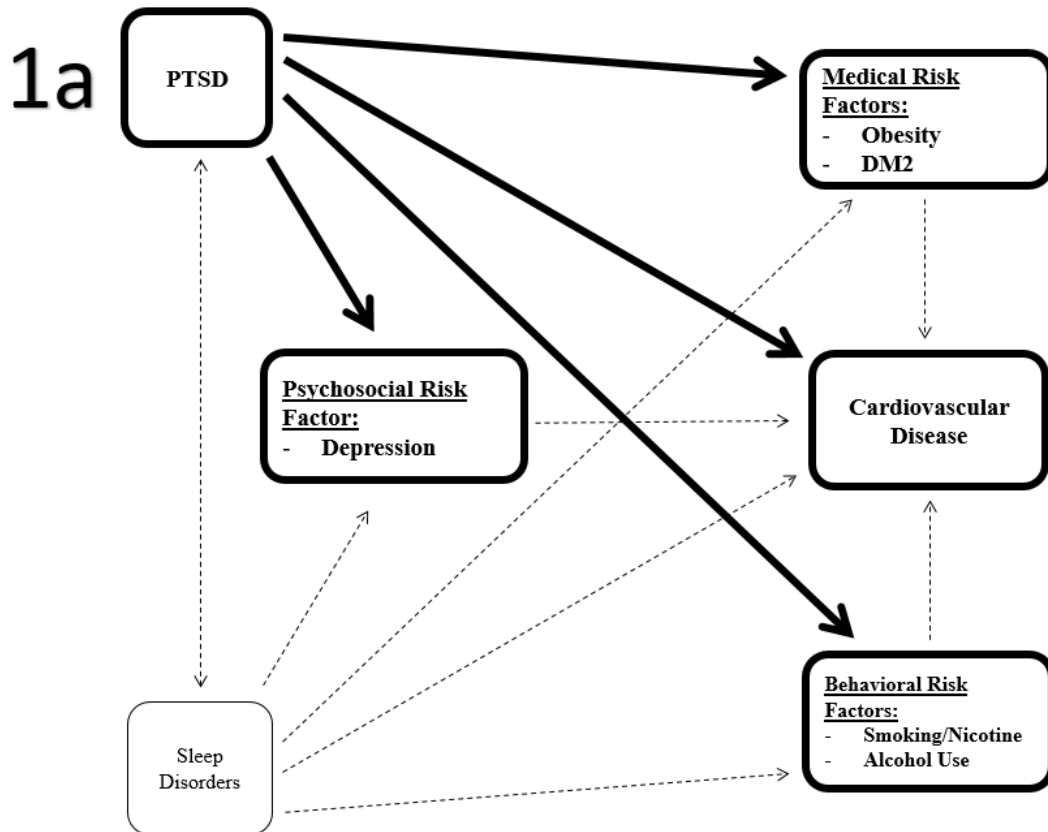 1a
PTSD
Medical Risk
Factors:
- Obesity
- DM2
Psychosocial Risk
Factor:
- Depression
Cardiovascular
Disease
Sleep
Disorders
Behavioral Risk
Factors:
- Smoking/Nicotine
- Alcohol Use